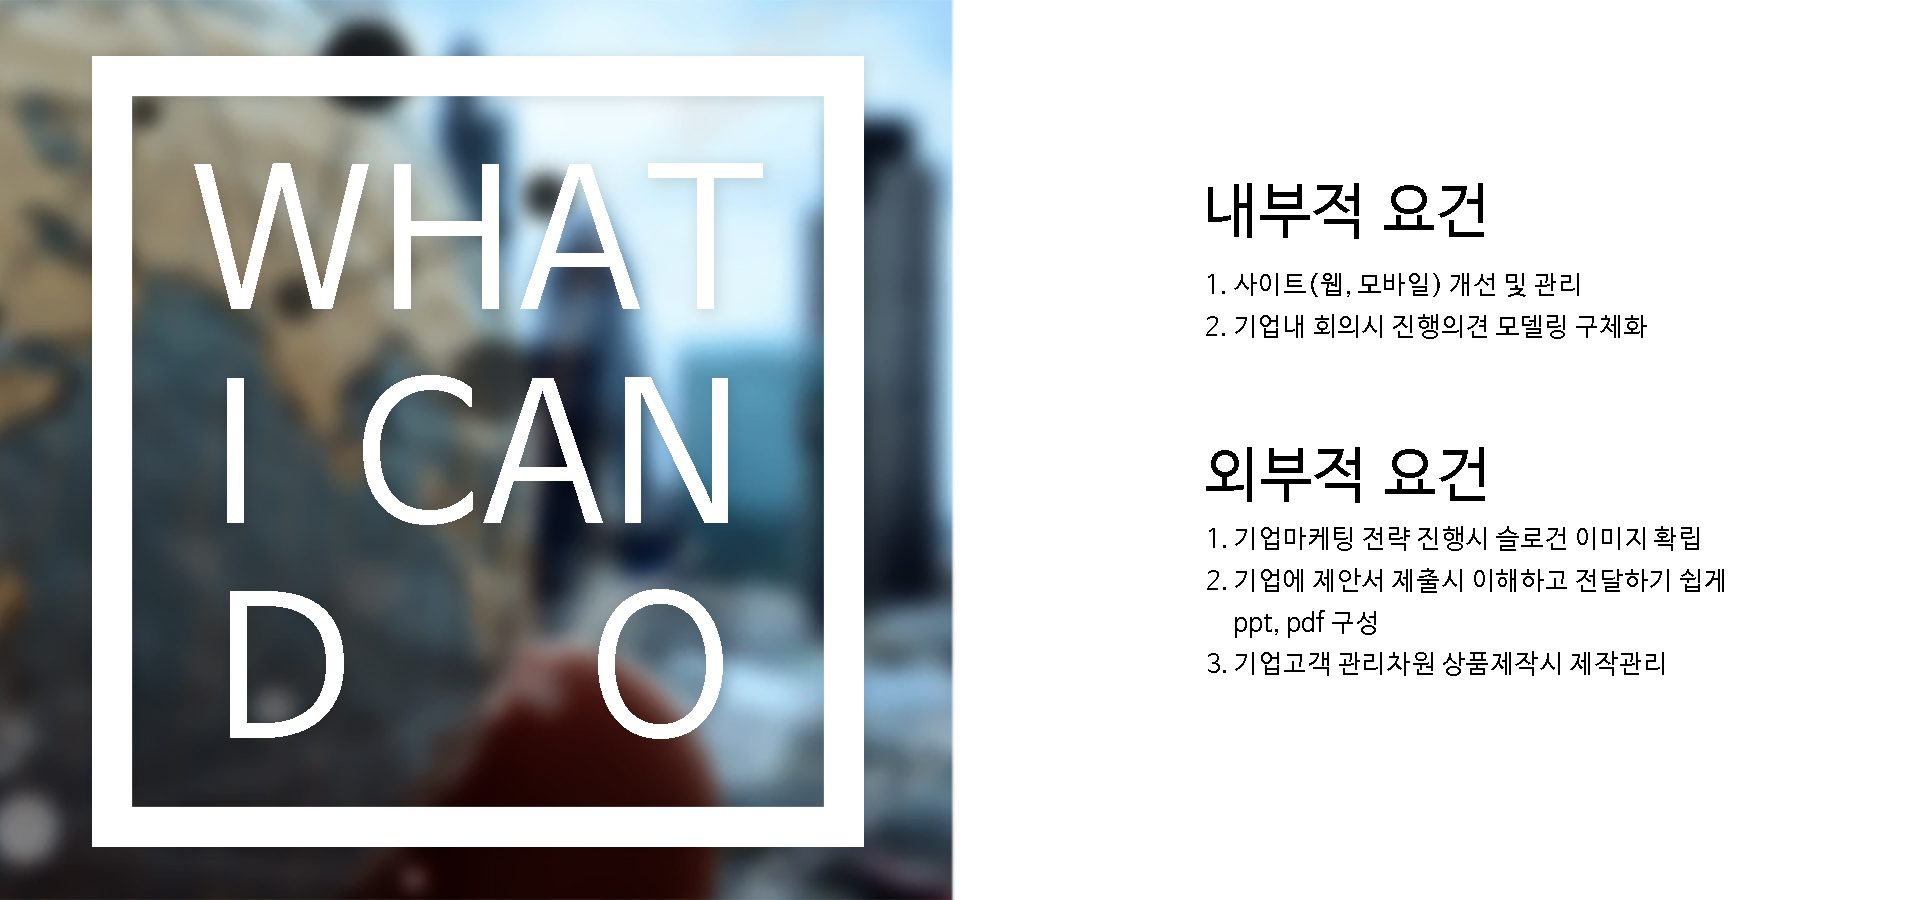 WHAT
I CAN
D O
내부적 요건
1. 사이트(웹, 모바일) 개선 및 관리
2. 기업내 회의시 진행의견 모델링 구체화
외부적 요건
1. 기업마케팅 전략 진행시 슬로건 이미지 확립
2. 기업에 제안서 제출시 이해하고 전달하기 쉽게
ppt, pdf 구성
3. 기업고객 관리차원 상품제작시 제작관리